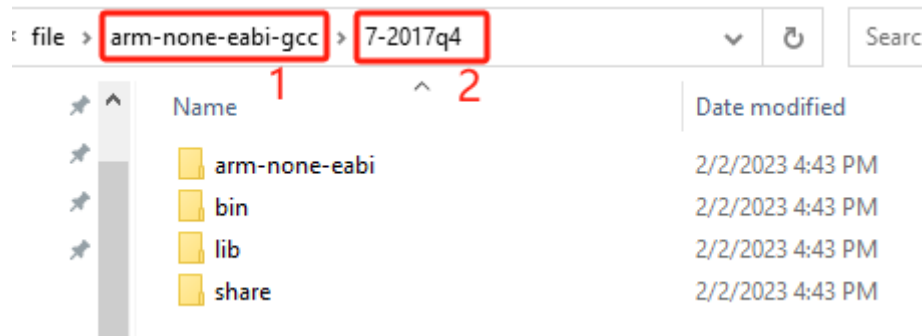 file > arm-none-eabi-gcc > 7-2017q4 Searc
1 2
Name Date modified
arm-none-eabi 2/2/2023 4:43 PM
bin 2/2/2023 4:43 PM
lib 2/2/2023 4:43 PM
share 2/2/2023 4:43 PM